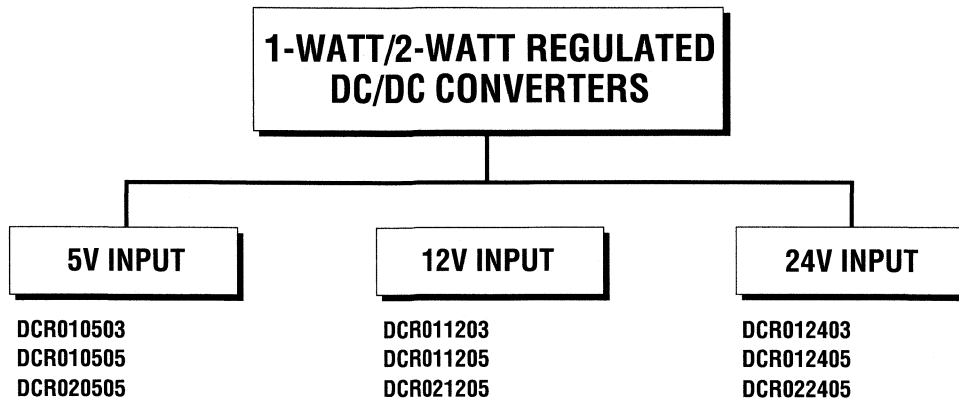 1-WATT/2-WATT REGULATED
DC/DC CONVERTERS
5V INPUT
DCR010503
DCR010505
DCR020505
12V INPUT
DCR011203
DCR011205
DCR021205
24V INPUT
DCR012403
DCR012405
DCR022405